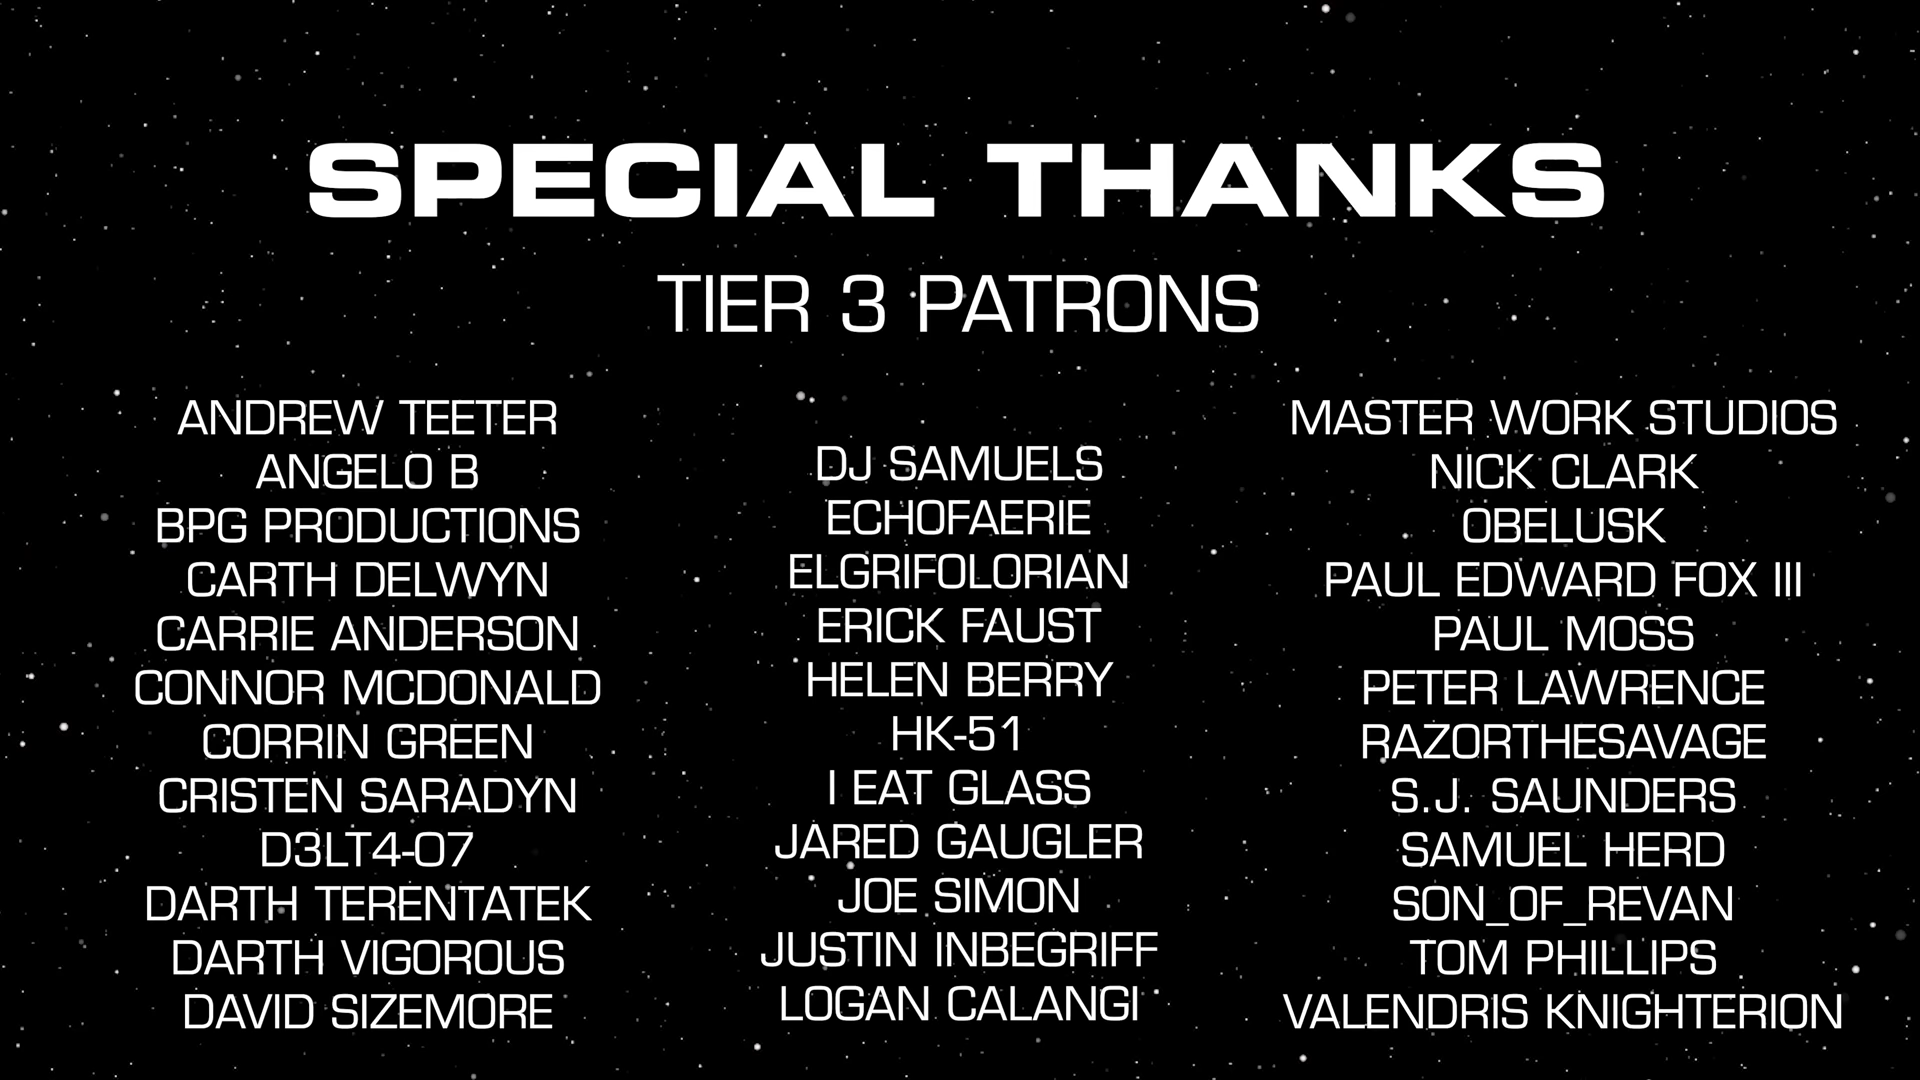 SPECIAL THANKS
TIER 3 PATRONS
ANDREW TEETER
ANGELO B
BPG PRODUCTIONS
CARTH DELWYN
CARRIE ANDERSON
CONNOR MCDONALD
CORRIN GREEN
CRISTEN SARADYN
D3LT4-07
DARTH TERENTATEK
DARTH VIGOROUS
DAVID SIZEMORE
DJ SAMUELS
ECHOFAERIE
ELGRIFOLORIAN
ERICK FAUST
HELEN BERRY
HK-51
I EAT GLASS
JARED GAUGLER
JOE SIMON
JUSTIN INBEGRIFF
LOGAN CALANGI
MASTER WORK STUDIOS
NICK CLARK
OBELUSK
PAUL EDWARD FOX III
PAUL MOSS
PETER LAWRENCE
RAZORTHESAVAGE
S.J. SAUNDERS
SAMUEL HERD
SON_OF_REVAN
TOM PHILLIPS
VALENDRIS KNIGHTERION